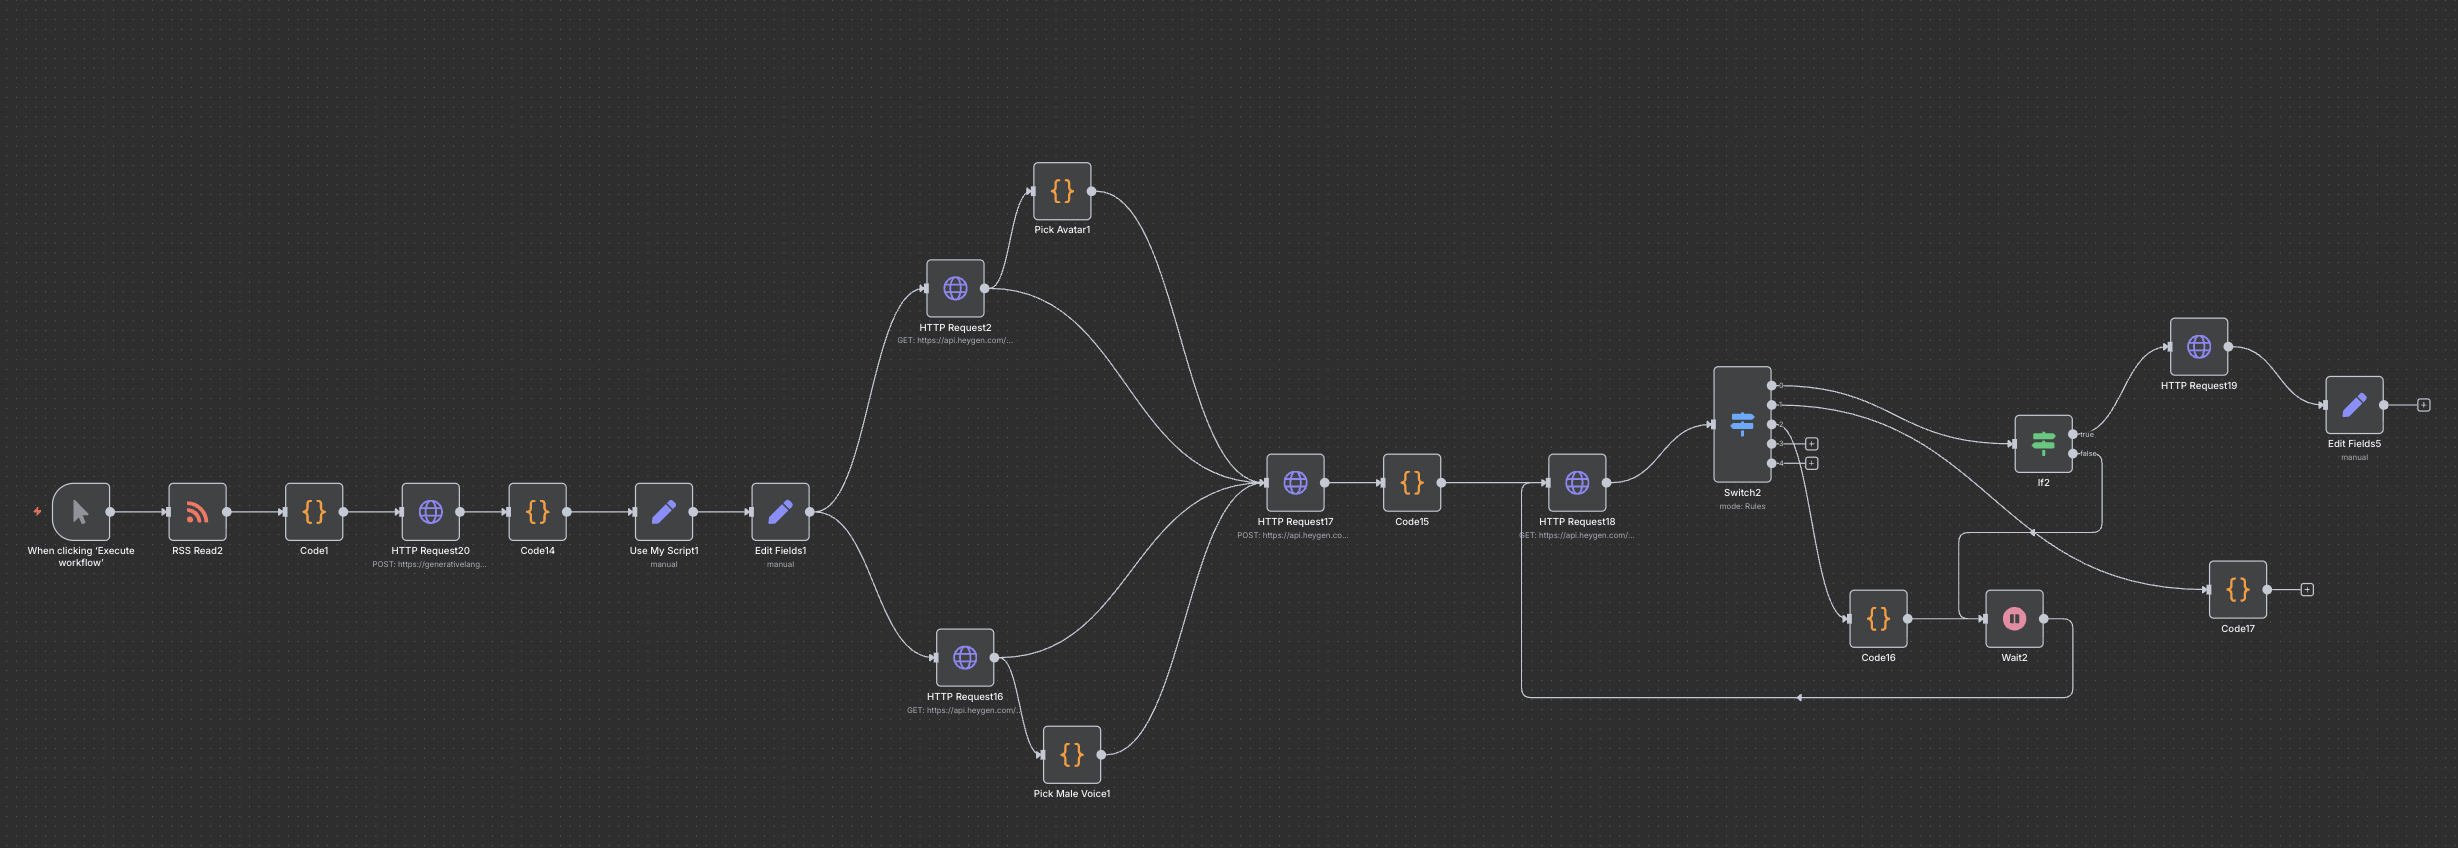 Pick Avatar1
HTTP Request2
GET: https://api.heygen.com/...
When clicking ‘Execute
workflow’
RSS Read2
Code1
HTTP Request20
POST: https://generativelang...
Code14
Use My Script1
manual
Edit Fields1
manual
HTTP Request16
GET: https://api.heygen.com/...
Pick Male Voice1
HTTP Request17
POST: https://api.heygen.co...
Code15
HTTP Request18
GET: https://api.heygen.com/...
0
1
2
3
4
Switch2
mode: Rules
Code16
Wait2
true
false
If2
HTTP Request19
Edit Fields5
manual
Code17